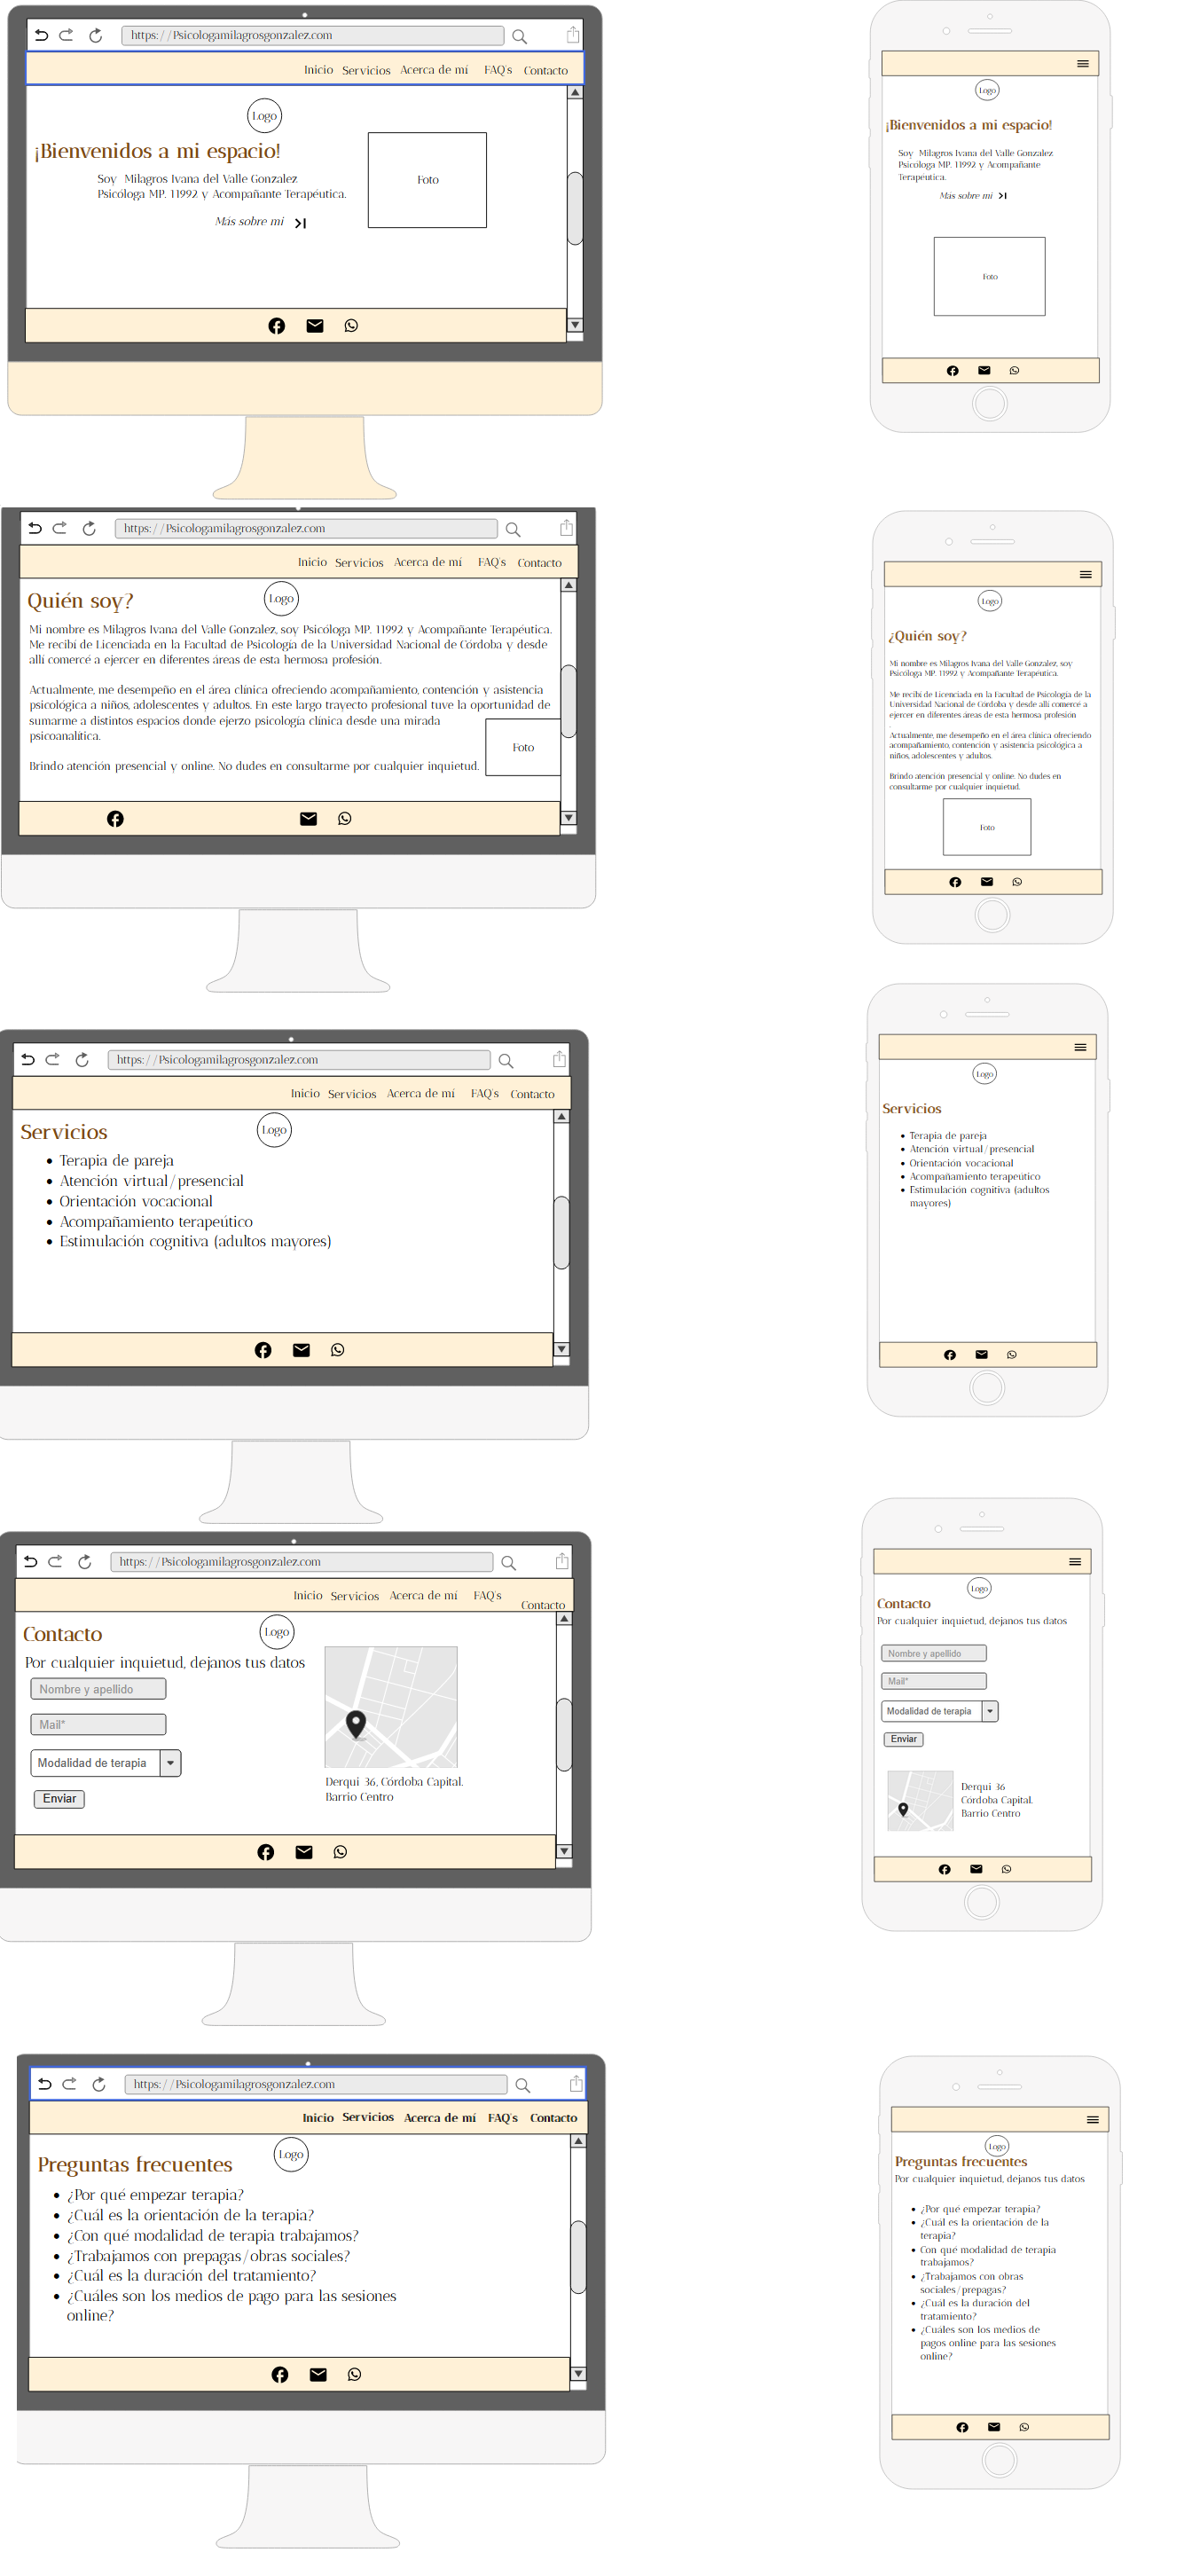 https://Psicologamilagrosgonzalez.com
Inicio Servicios Acerca de mí FAQ's Contacto
Logo
¡Bienvenidos a mi espacio!
Soy Milagros Ivana del Valle Gonzalez
Psicóloga MP. 11992 y Acompañante Terapéutica.
Más sobre mi
Foto
Logo
¡Bienvenidos a mi espacio!
Soy Milagros Ivana del Valle Gonzalez
Psicóloga MP. 11992 y Acompañante
Terapéutica.
Más sobre mi
Foto
https://Psicologamilagrosgonzalez.com
Inicio Servicios Acerca de mí FAQ's Contacto
Logo
Quién soy?
Mi nombre es Milagros Ivana del Valle Gonzalez, soy Psicóloga MP. 11992 y Acompañante Terapéutica.
Me recibí de Licenciada en la Facultad de Psicología de la Universidad Nacional de Córdoba y desde
allí comercé a ejercer en diferentes áreas de esta hermosa profesión.
Actualmente, me desempeño en el área clínica ofreciendo acompañamiento, contención y asistencia
psicológica a niños, adolescentes y adultos. En este largo trayecto profesional tuve la oportunidad de
sumarme a distintos espacios donde ejerzo psicología clínica desde una mirada
psicoanalítica.
Brindo atención presencial y online. No dudes en consultarme por cualquier inquietud.
Foto
Logo
¿Quién soy?
Mi nombre es Milagros Ivana del Valle Gonzalez, soy
Psicóloga MP. 11992 y Acompañante Terapéutica.
Me recibí de Licenciada en la Facultad de Psicología de la
Universidad Nacional de Córdoba y desde allí comercé a
ejercer en diferentes áreas de esta hermosa profesión
.
Actualmente, me desempeño en el área clínica ofreciendo
acompañamiento, contención y asistencia psicológica a
niños, adolescentes y adultos.
Brindo atención presencial y online. No dudes en
consultarme por cualquier inquietud.
Foto
https://Psicologamilagrosgonzalez.com
Inicio Servicios Acerca de mí FAQ's Contacto
Logo
Servicios
• Terapia de pareja
• Atención virtual/presencial
• Orientación vocacional
• Acompañamiento terapeútico
• Estimulación cognitiva (adultos mayores)
Logo
Servicios
• Terapia de pareja
• Atención virtual/presencial
• Orientación vocacional
• Acompañamiento terapeútico
• Estimulación cognitiva (adultos
mayores)
https://Psicologamilagrosgonzalez.com
Inicio Servicios Acerca de mí FAQ's Contacto
Logo
Contacto
Por cualquier inquietud, dejanos tus datos
Nombre y apellido
Mail*
Modalidad de terapia
Enviar
Derqui 36, Córdoba Capital.
Barrio Centro
Logo
Contacto
Por cualquier inquietud, dejanos tus datos
Nombre y apellido
Mail*
Modalidad de terapia
Enviar
Derqui 36
Córdoba Capital.
Barrio Centro
https://Psicologamilagrosgonzalez.com
Inicio Servicios Acerca de mí FAQ's Contacto
Logo
Preguntas frecuentes
• ¿Por qué empezar terapia?
• ¿Cuál es la orientación de la terapia?
• ¿Con qué modalidad de terapia trabajamos?
• ¿Trabajamos con prepagas/obras sociales?
• ¿Cuál es la duración del tratamiento?
• ¿Cuáles son los medios de pago para las sesiones
online?
Logo
Preguntas frecuentes
Por cualquier inquietud, dejanos tus datos
• ¿Por qué empezar terapia?
• ¿Cuál es la orientación de la
terapia?
• Con qué modalidad de terapia
trabajamos?
• ¿Trabajamos con obras
sociales/prepagas?
• ¿Cuál es la duración del
tratamiento?
• ¿Cuáles son los medios de
pagos online para las sesiones
online?